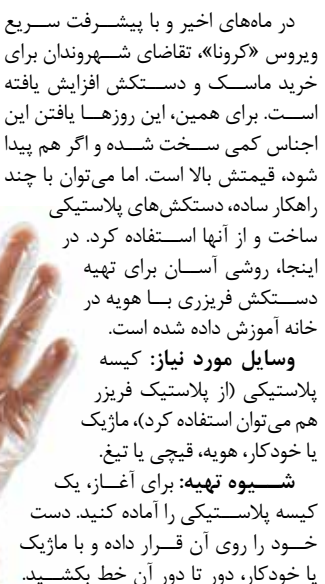 در ماه‌های اخیر و با پیشرفت سریع
ویروس «کرونا»، تقاضای شهروندان برای
خرید ماسک و دستکش افزایش یافته
است. برای همین، این روزها یافتن این
اجناس کمی سخت شده و اگر هم پیدا
شود، قیمتش بالا است. اما می‌توان با چند
راهکار ساده، دستکش‌های پلاستیکی
ساخت و از آنها استفاده کرد. در
اینجا، روشی آسان برای تهیه
دستکش فریزری با هویه در
خانه آموزش داده شده است.
وسایل مورد نیاز: کیسه
پلاستیکی (از پلاستیک فریزر
هم می‌توان استفاده کرد)، ماژیک
یا خودکار، هویه، قیچی یا تیغ.
شیوه تهیه: برای آغاز، یک
کیسه پلاستیکی را آماده کنید. دست
خود را روی آن قرار داده و با ماژیک
یا خودکار، دور تا دور آن خط بکشید.